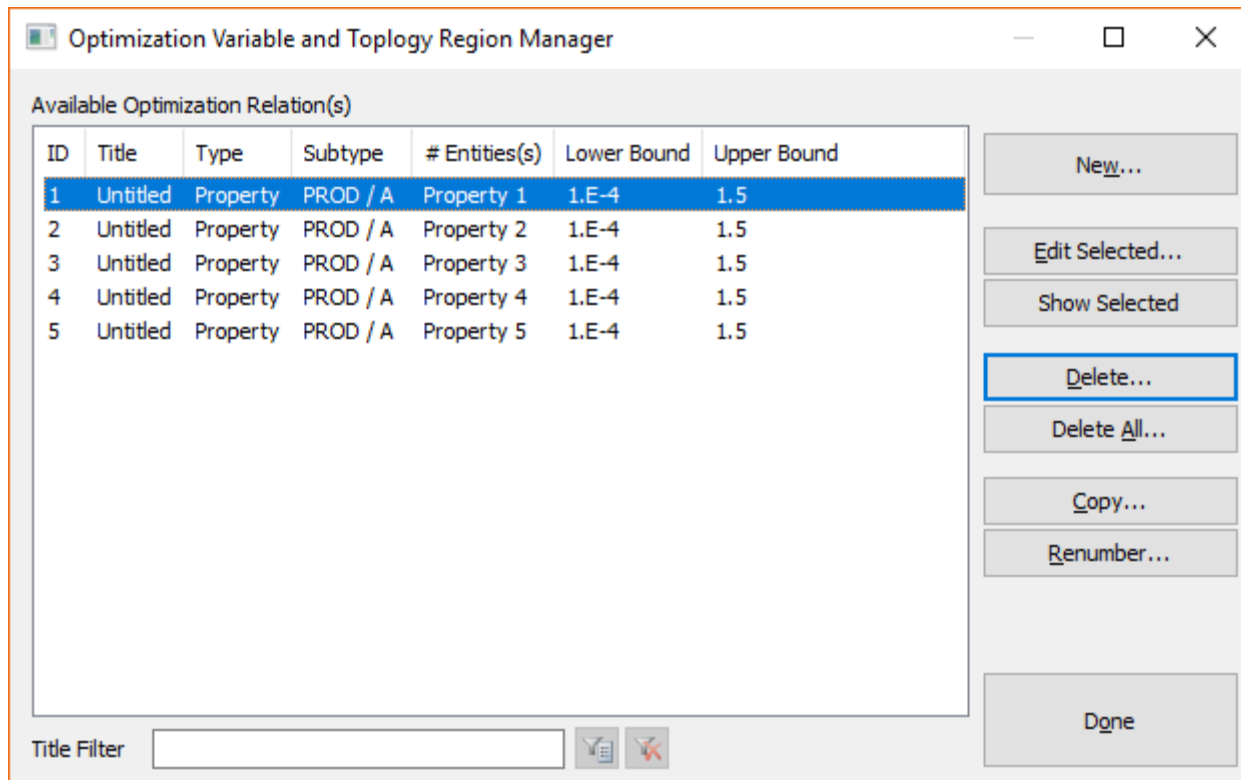 Optimization Variable and Toplogy Region Manager
Available Optimization Relation(s)
ID Title Type Subtype # Entities(s) Lower Bound Upper Bound
1 Untitled Property PROD / A Property 1 1.E-4 1.5
2 Untitled Property PROD / A Property 2 1.E-4 1.5
3 Untitled Property PROD / A Property 3 1.E-4 1.5
4 Untitled Property PROD / A Property 4 1.E-4 1.5
5 Untitled Property PROD / A Property 5 1.E-4 1.5
New...
Edit Selected...
Show Selected
Delete...
Delete All...
Copy...
Renumber...
Done
Title Filter